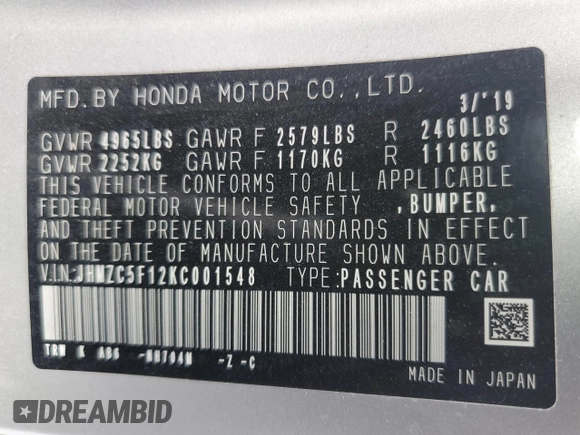 MFD.BY HONDA MOTOR CO.,LTD. 3/'19
GVWR 4965LBS GAWR F 2579LBS R 2460LBS
GVWR 2252KG GAWR F 1170KG R 1116KG
THIS VEHICLE CONFORMS TO ALL APPLICABLE
FEDERAL MOTOR VEHICLE SAFETY ,BUMPER,
AND THEFT PREVENTION STANDARDS IN EFFECT
ON THE DATE OF MANUFACTURE SHOWN ABOVE.
V.I.N:JHMZC5F12KC001548 TYPE:PASSENGER CAR
K -Z -C
MADE IN JAPAN
DREAMBID